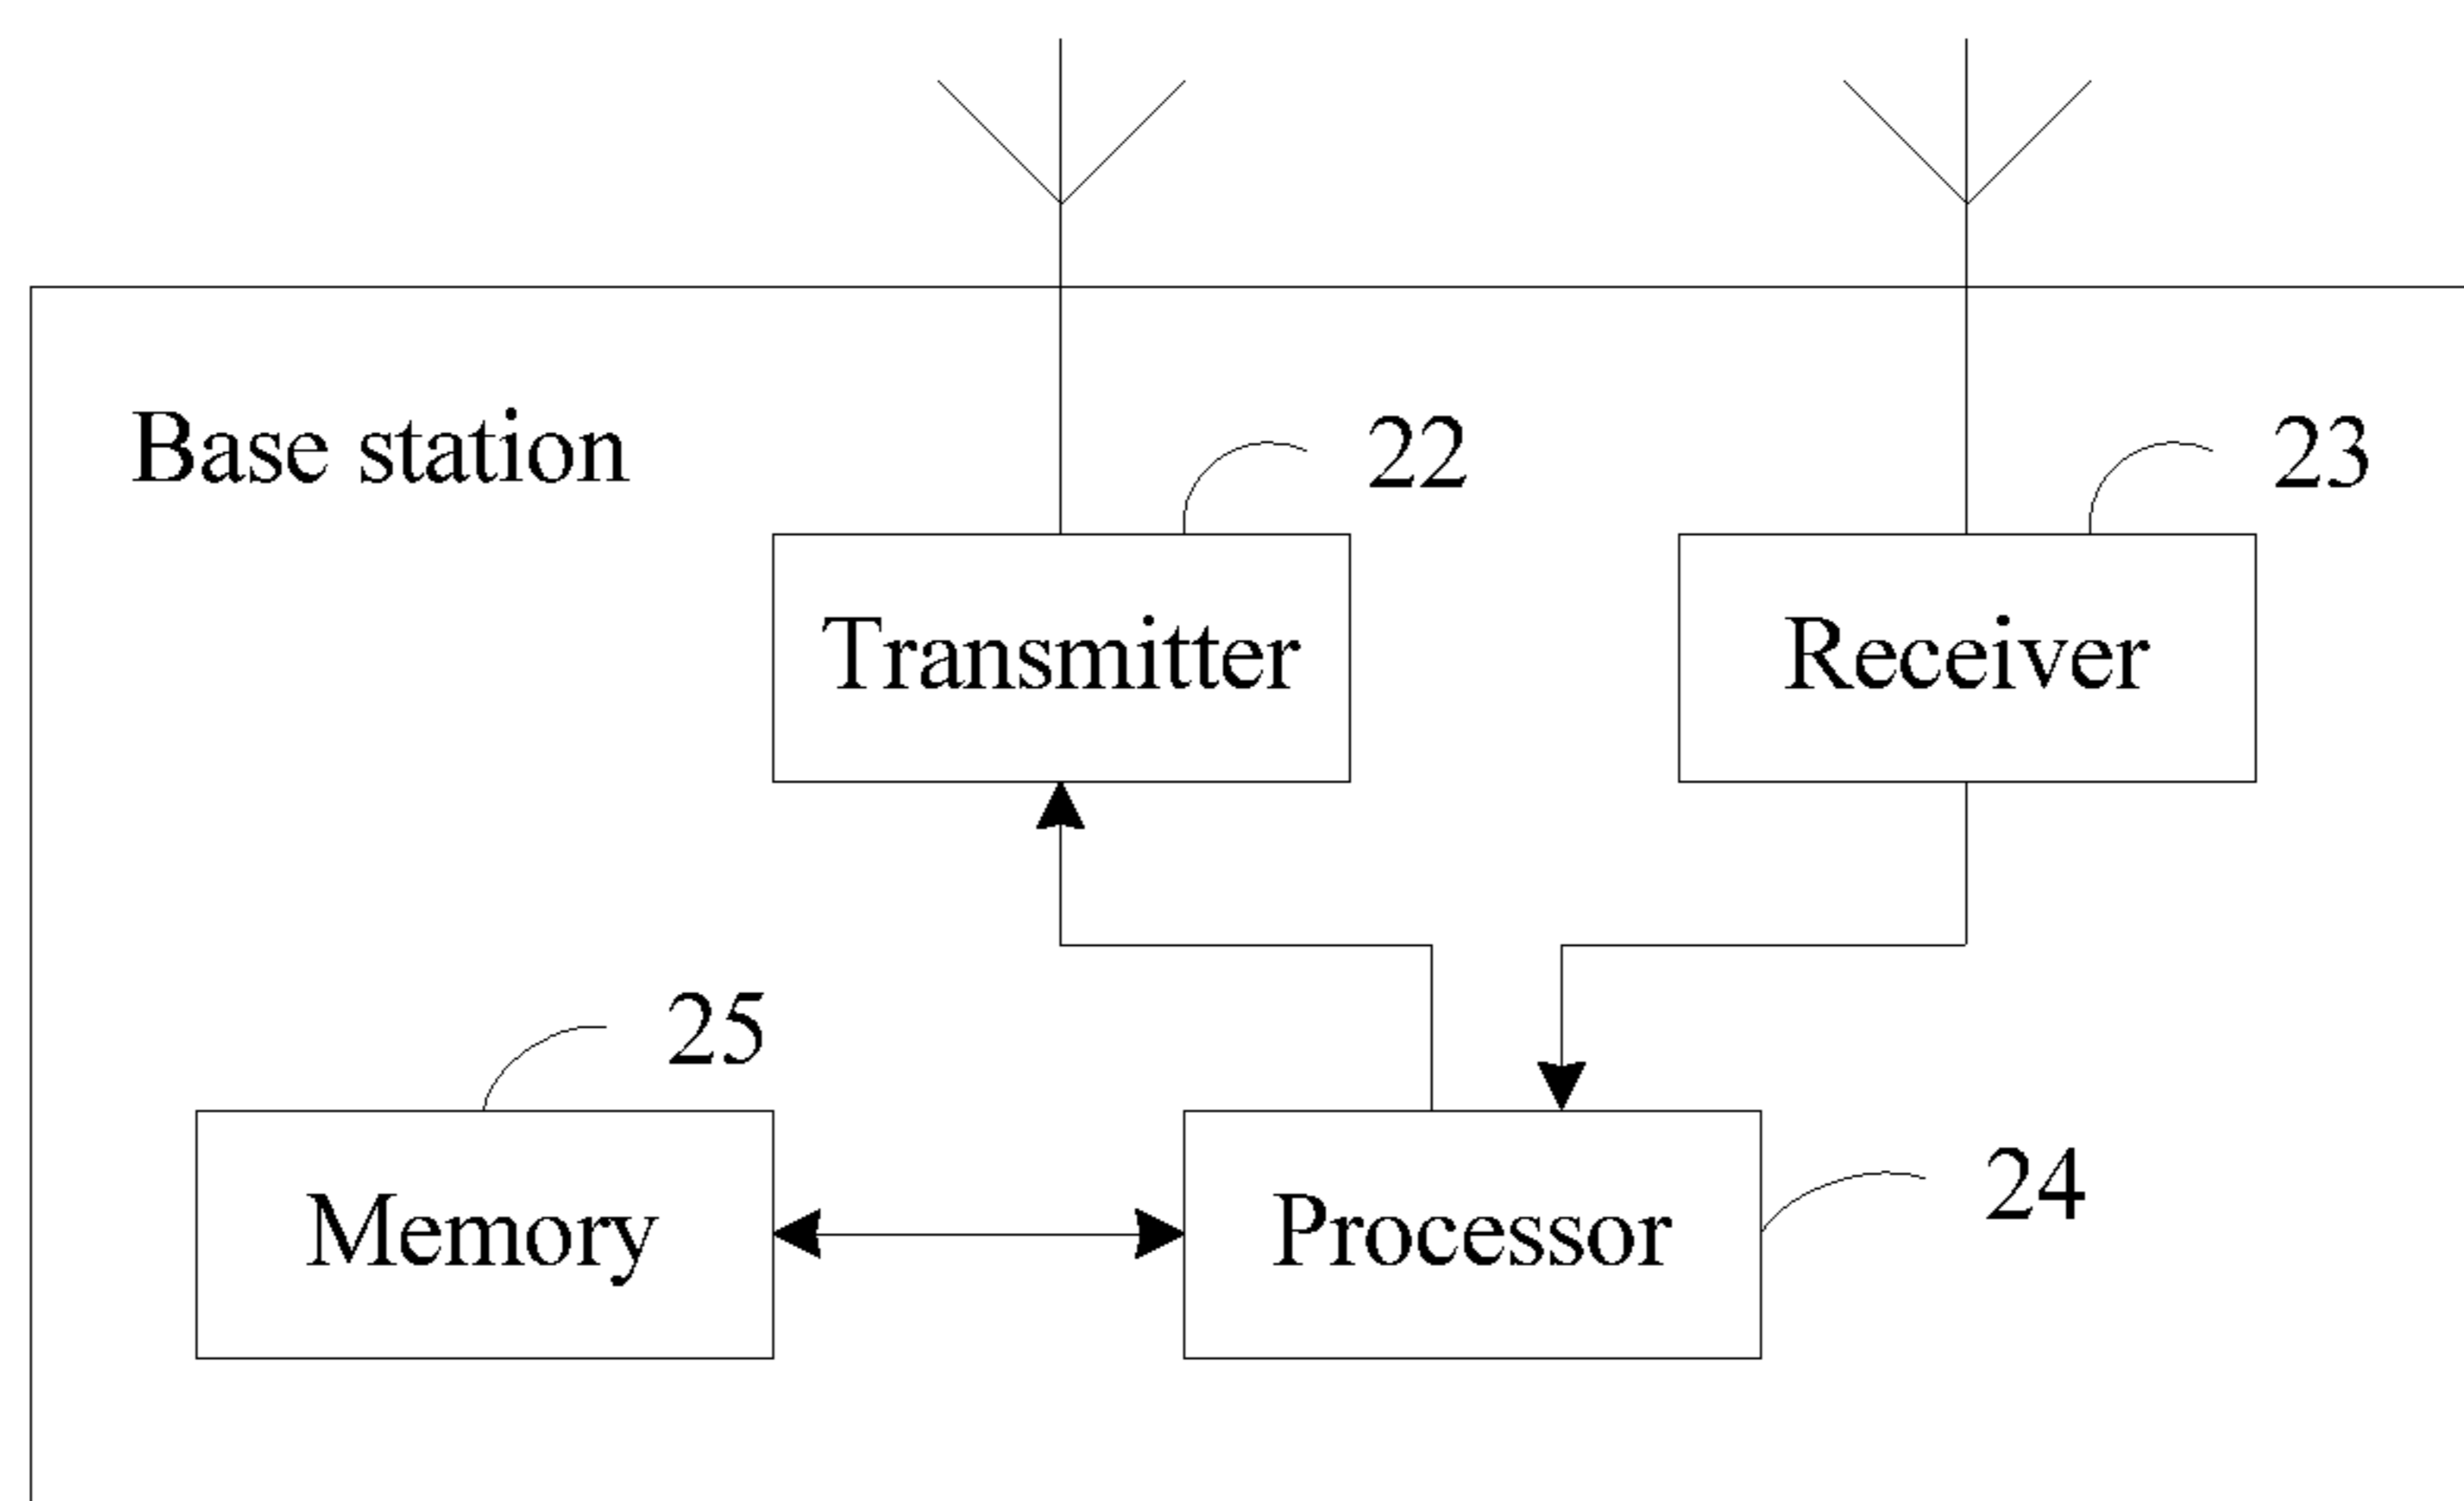 Base station
22
23
Transmitter
Receiver
25
24
Memory
Processor